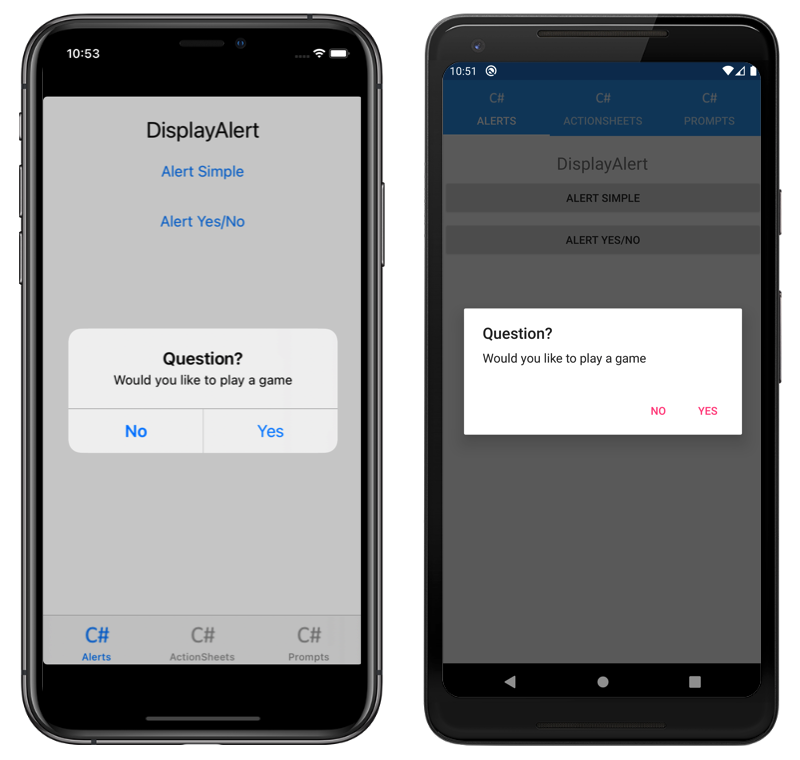 10:53
DisplayAlert
Alert Simple
Alert Yes/No
Question?
Would you like to play a game
No Yes
C# C# C#
Alerts ActionSheets Prompts
10:51
C# C# C#
ALERTS ACTIONSHEETS PROMPTS
DisplayAlert
ALERT SIMPLE
ALERT YES/NO
Question?
Would you like to play a game
NO YES